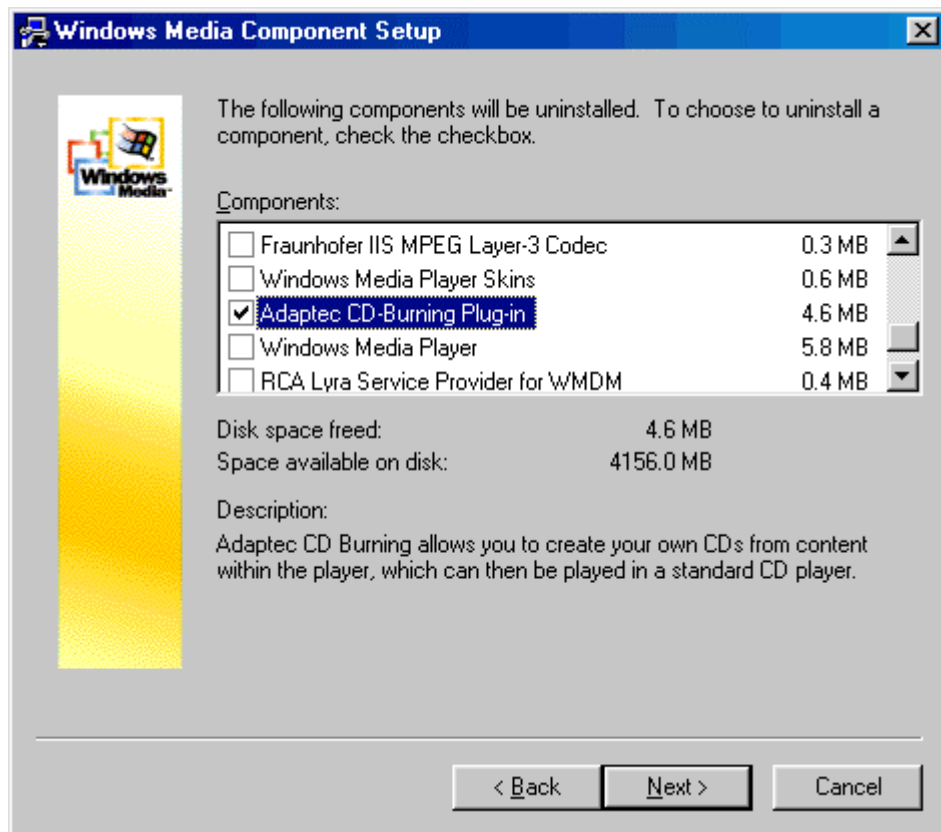 Windows Media Component Setup
The following components will be uninstalled. To choose to uninstall a
component, check the checkbox.
Windows
Media™
Components:
Fraunhofer IIS MPEG Layer-3 Codec 0.3 MB
Windows Media Player Skins 0.6 MB
Adaptec CD-Burning Plug-in 4.6 MB
Windows Media Player 5.8 MB
RCA Lyra Service Provider for WMDM 0.4 MB
Disk space freed: 4.6 MB
Space available on disk: 4156.0 MB
Description:
Adaptec CD Burning allows you to create your own CDs from content
within the player, which can then be played in a standard CD player.
< Back Next > Cancel